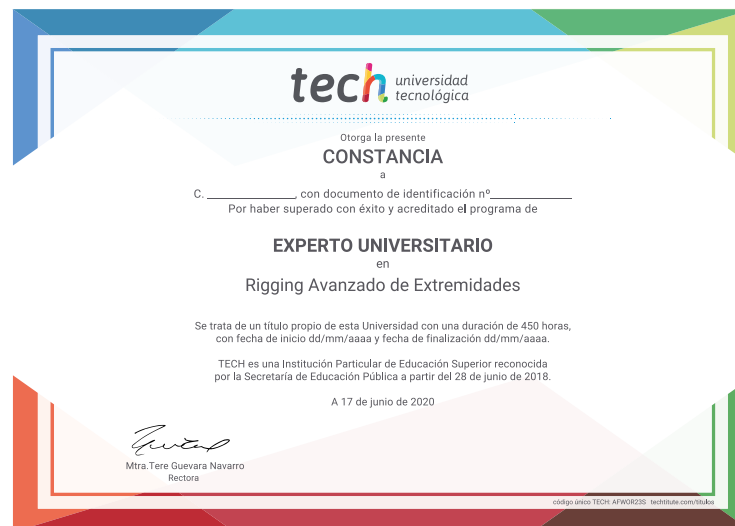 tech universidad
tecnológica
Otorga la presente
CONSTANCIA
a
C. ________________, con documento de identificación nº______________
Por haber superado con éxito y acreditado el programa de
EXPERTO UNIVERSITARIO
en
Rigging Avanzado de Extremidades
Se trata de un título propio de esta Universidad con una duración de 450 horas,
con fecha de inicio dd/mm/aaaa y fecha de finalización dd/mm/aaaa.
TECH es una Institución Particular de Educación Superior reconocida
por la Secretaría de Educación Pública a partir del 28 de junio de 2018.
A 17 de junio de 2020
Mtra.Tere Guevara Navarro
Rectora
código único TECH: AFWOR23S techtitute.com/titulos